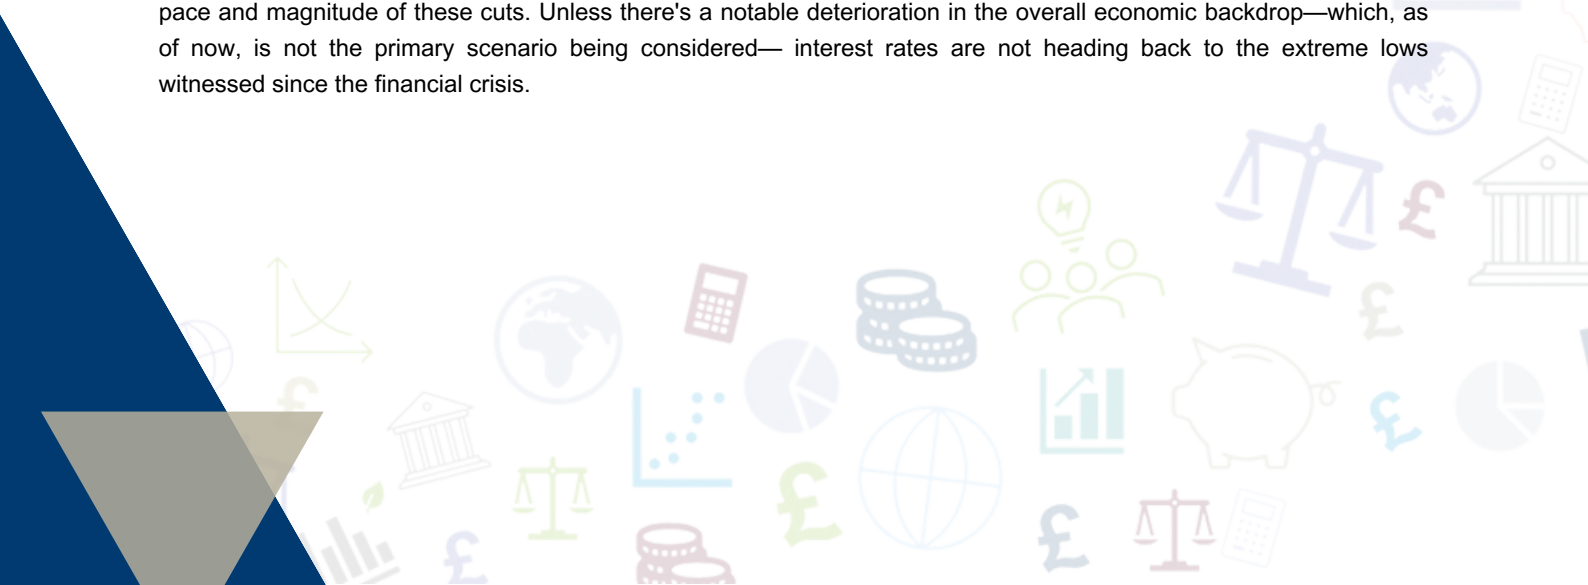 pace and magnitude of these cuts. Unless there's a notable deterioration in the overall economic backdrop—which, as
of now, is not the primary scenario being considered— interest rates are not heading back to the extreme lows
witnessed since the financial crisis.